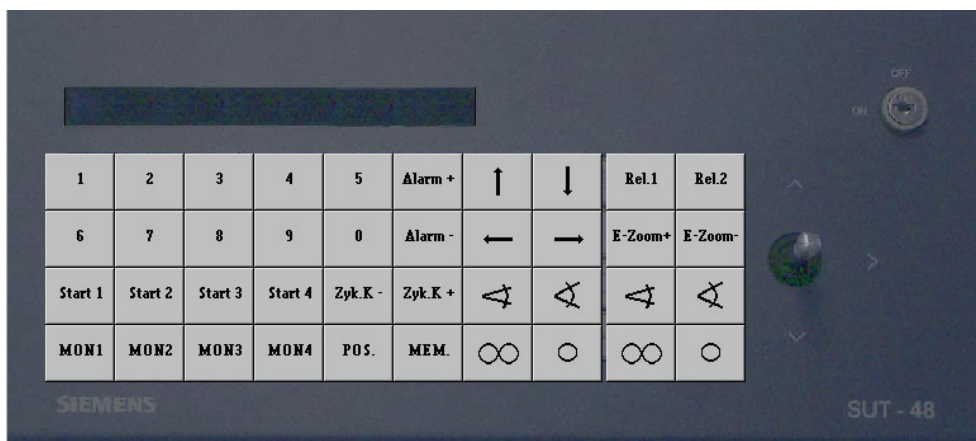 OFF
ON
1 2 3 4 5 Alarm + Rel.1 Rel.2
6 7 8 9 0 Alarm - E-Zoom+ E-Zoom-
Start 1 Start 2 Start 3 Start 4 Zyk.K - Zyk.K +
MON1 MON2 MON3 MON4 POS. MEM.
SIEMENS SUT - 48